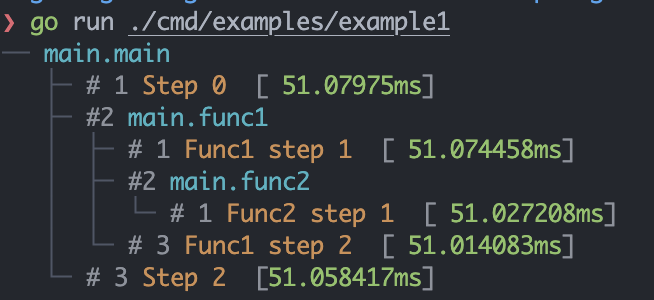 ❯ go run ./cmd/examples/example1
── main.main
├─ # 1 Step 0  [ 51.07975ms]
├─ #2 main.func1
│  ├─ # 1 Func1 step 1  [ 51.074458ms]
│  ├─ #2 main.func2
│  │  └─ # 1 Func2 step 1  [ 51.027208ms]
│  └─ # 3 Func1 step 2  [ 51.014083ms]
└─ # 3 Step 2  [51.058417ms]